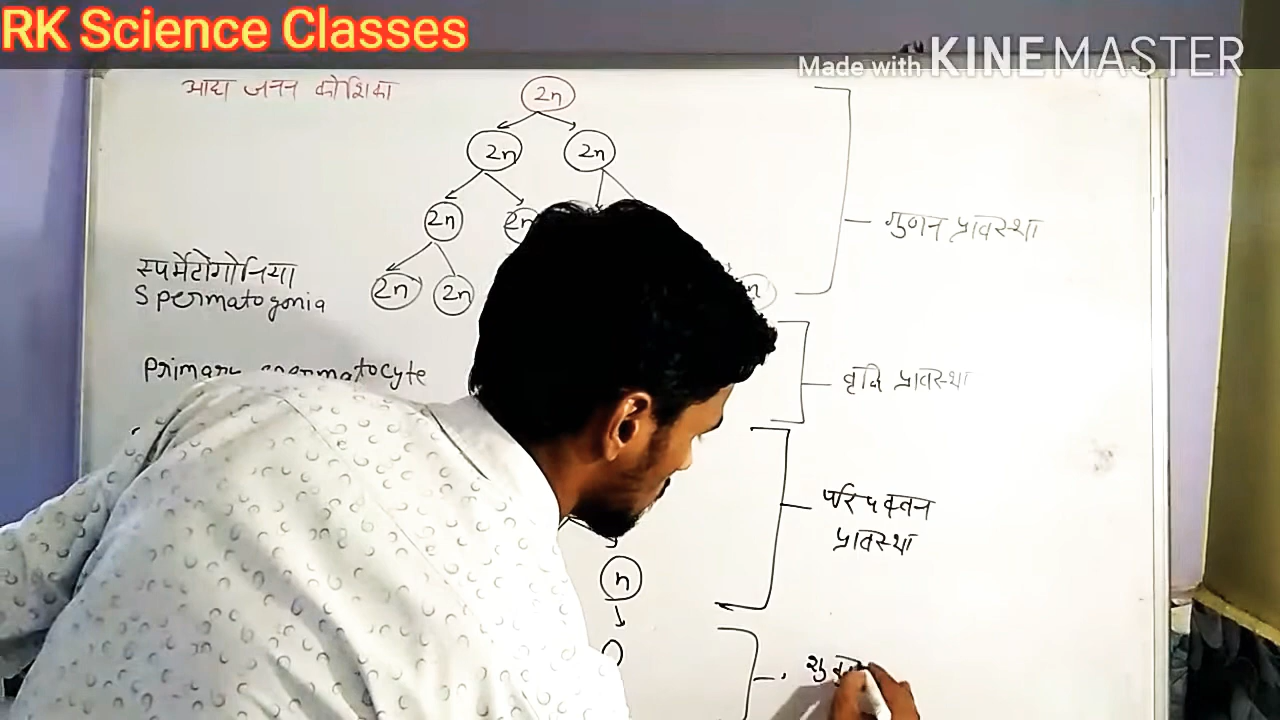 RK Science Classes
Made with KINEMASTER
आद्य जनन कोशिका
2n
2n 2n
2n 2n
गुणन प्रावस्था
स्पर्मेटोगोनिया
Spermatogonia
2n 2n
Primary spermatocyte
वृद्धि प्रावस्था
परिपक्वन
प्रावस्था
n